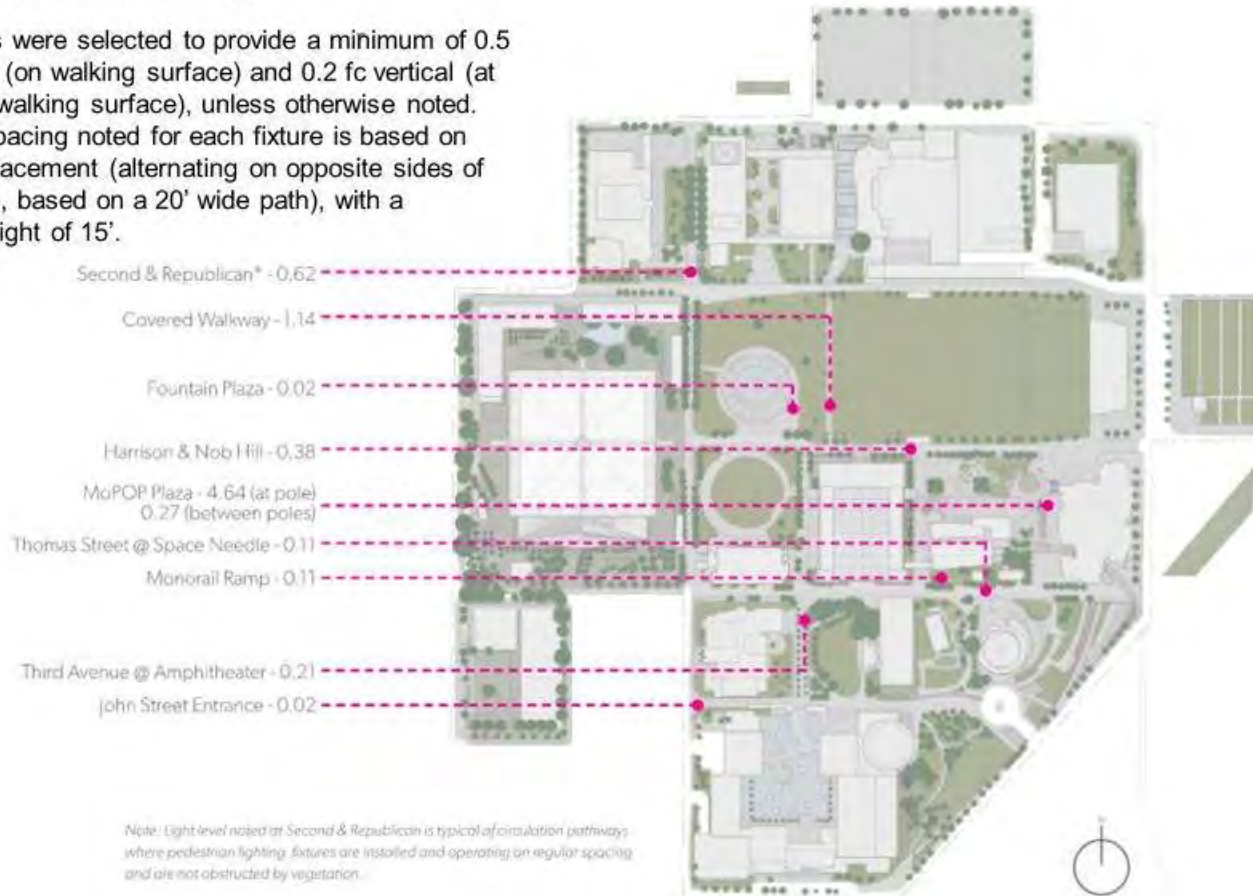 s were selected to provide a minimum of 0.5
(on walking surface) and 0.2 fc vertical (at
walking surface), unless otherwise noted.
pacing noted for each fixture is based on
acement (alternating on opposite sides of
, based on a 20’ wide path), with a
ight of 15’.
Second & Republican* - 0.62
Covered Walkway - 1.14
Fountain Plaza - 0.02
Harrison & Nob Hill - 0.38
MoPOP Plaza - 4.64 (at pole)
0.27 (between poles)
Thomas Street @ Space Needle - 0.11
Monorail Ramp - 0.11
Third Avenue @ Amphitheater - 0.21
John Street Entrance - 0.02
Note: Light level noted at Second & Republican is typical of circulation pathways
where pedestrian lighting fixtures are installed and operating on regular spacing
and are not obstructed by vegetation.